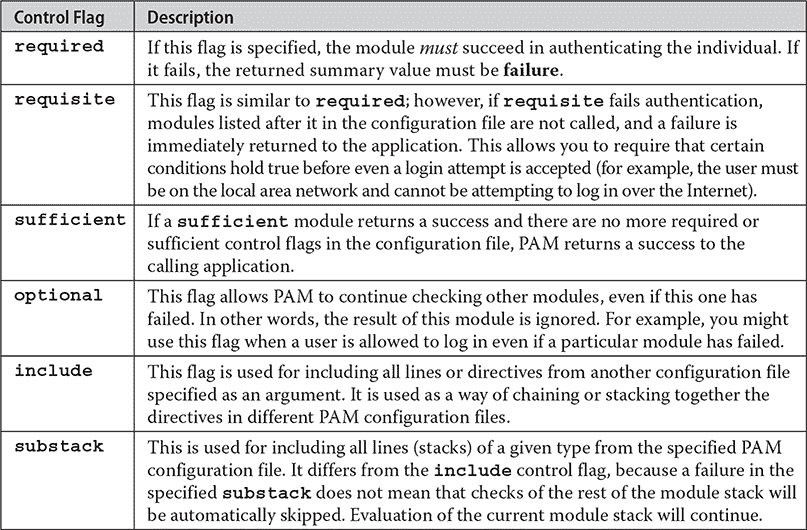 Control Flag Description
required If this flag is specified, the module must succeed in authenticating the individual. If
it fails, the returned summary value must be failure.
requisite This flag is similar to required; however, if requisite fails authentication,
modules listed after it in the configuration file are not called, and a failure is
immediately returned to the application. This allows you to require that certain
conditions hold true before even a login attempt is accepted (for example, the user must
be on the local area network and cannot be attempting to log in over the Internet).
sufficient If a sufficient module returns a success and there are no more required or
sufficient control flags in the configuration file, PAM returns a success to the
calling application.
optional This flag allows PAM to continue checking other modules, even if this one has
failed. In other words, the result of this module is ignored. For example, you might
use this flag when a user is allowed to log in even if a particular module has failed.
include This flag is used for including all lines or directives from another configuration file
specified as an argument. It is used as a way of chaining or stacking together the
directives in different PAM configuration files.
substack This is used for including all lines (stacks) of a given type from the specified PAM
configuration file. It differs from the include control flag, because a failure in the
specified substack does not mean that checks of the rest of the module stack will
be automatically skipped. Evaluation of the current module stack will continue.